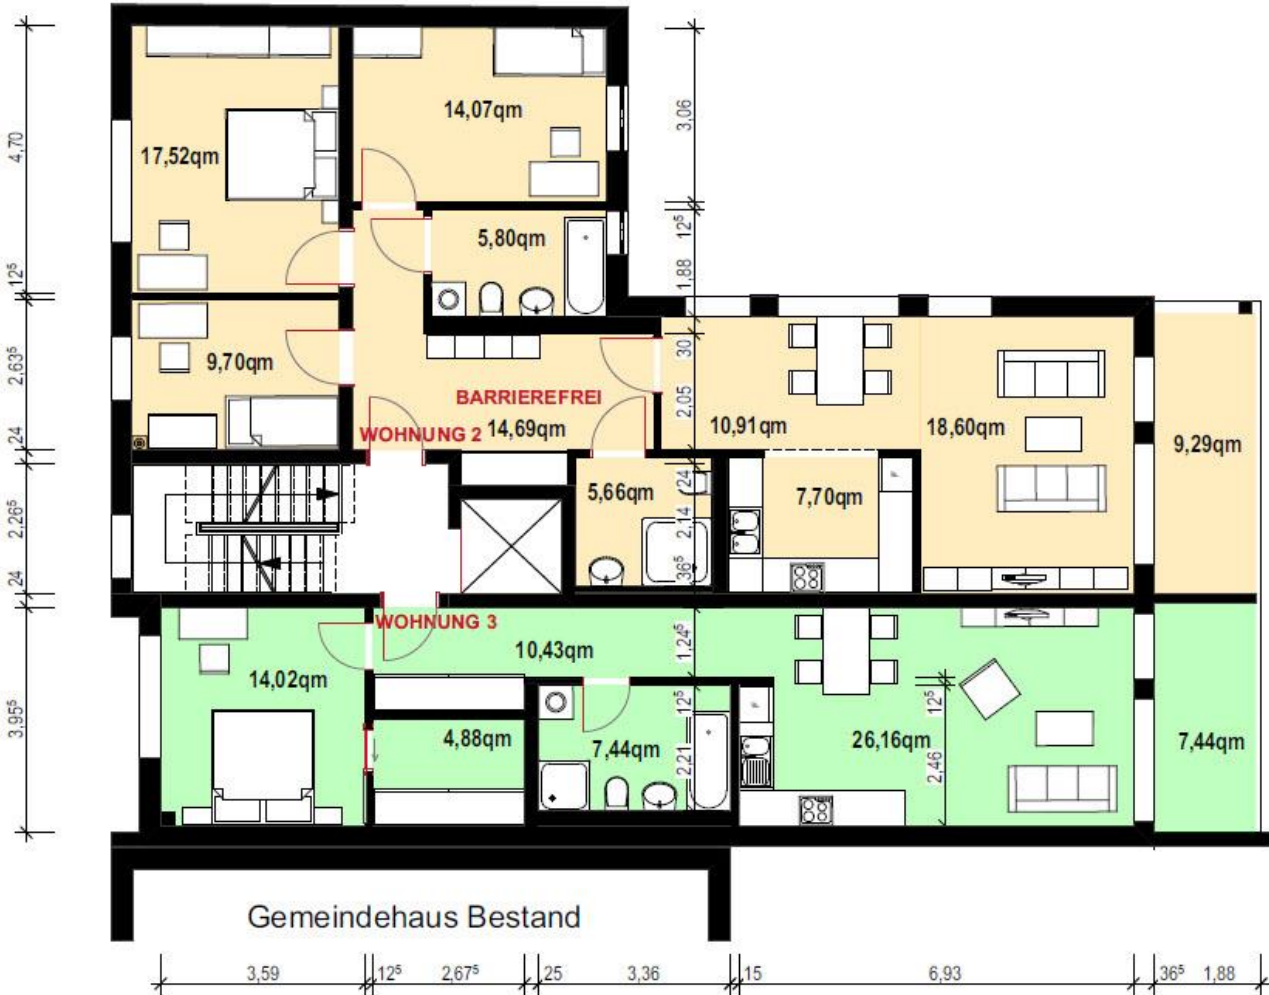 17,52qm
14,07qm
5,80qm
9,70qm
BARRIEREFREI
WOHNUNG 2
14,69qm
10,91qm
18,60qm
9,29qm
5,66qm
7,70qm
WOHNUNG 3
10,43qm
14,02qm
4,88qm
7,44qm
26,16qm
7,44qm
4,70
12⁵
2,63⁵
24
2,26⁵
24
3,95⁵
3,06
12⁵
1,88
30
2,05
24
2,14
36⁵
1,24⁵
12⁵
2,21
12⁵
2,46
Gemeindehaus Bestand
3,59
12⁵
2,67⁵
25
3,36
15
6,93
36⁵
1,88